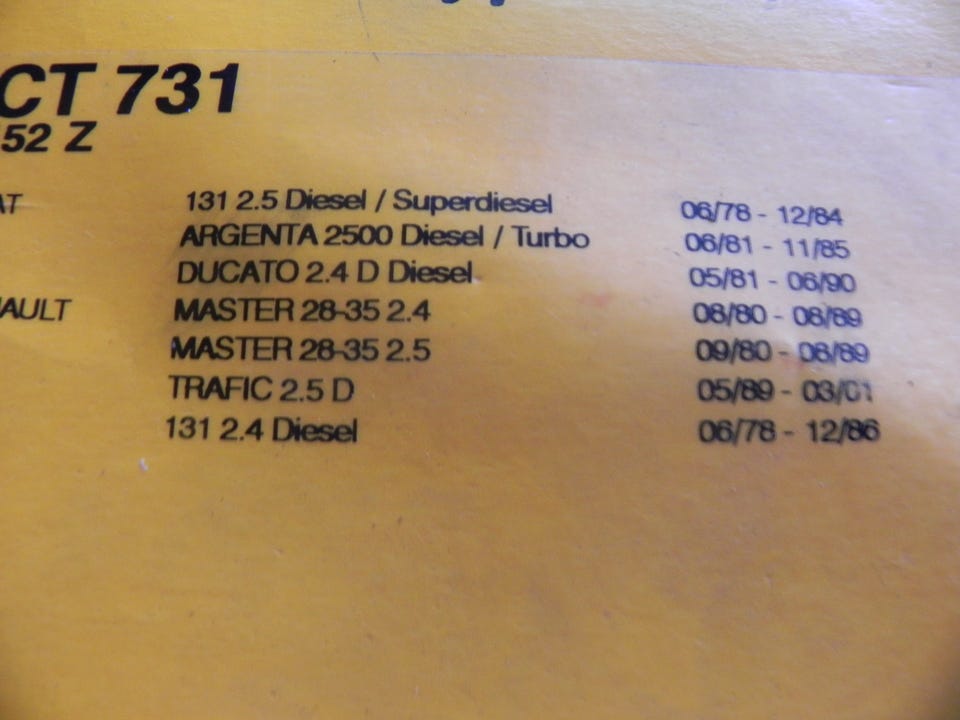 CT 731
52 Z
AT 131 2.5 Diesel / Superdiesel 06/78 - 12/84
ARGENTA 2500 Diesel / Turbo 06/81 - 11/85
DUCATO 2.4 D Diesel 05/81 - 06/90
AULT MASTER 28-35 2.4 08/80 - 08/89
MASTER 28-35 2.5 09/80 - 08/89
TRAFIC 2.5 D 05/89 - 03/01
131 2.4 Diesel 06/78 - 12/86